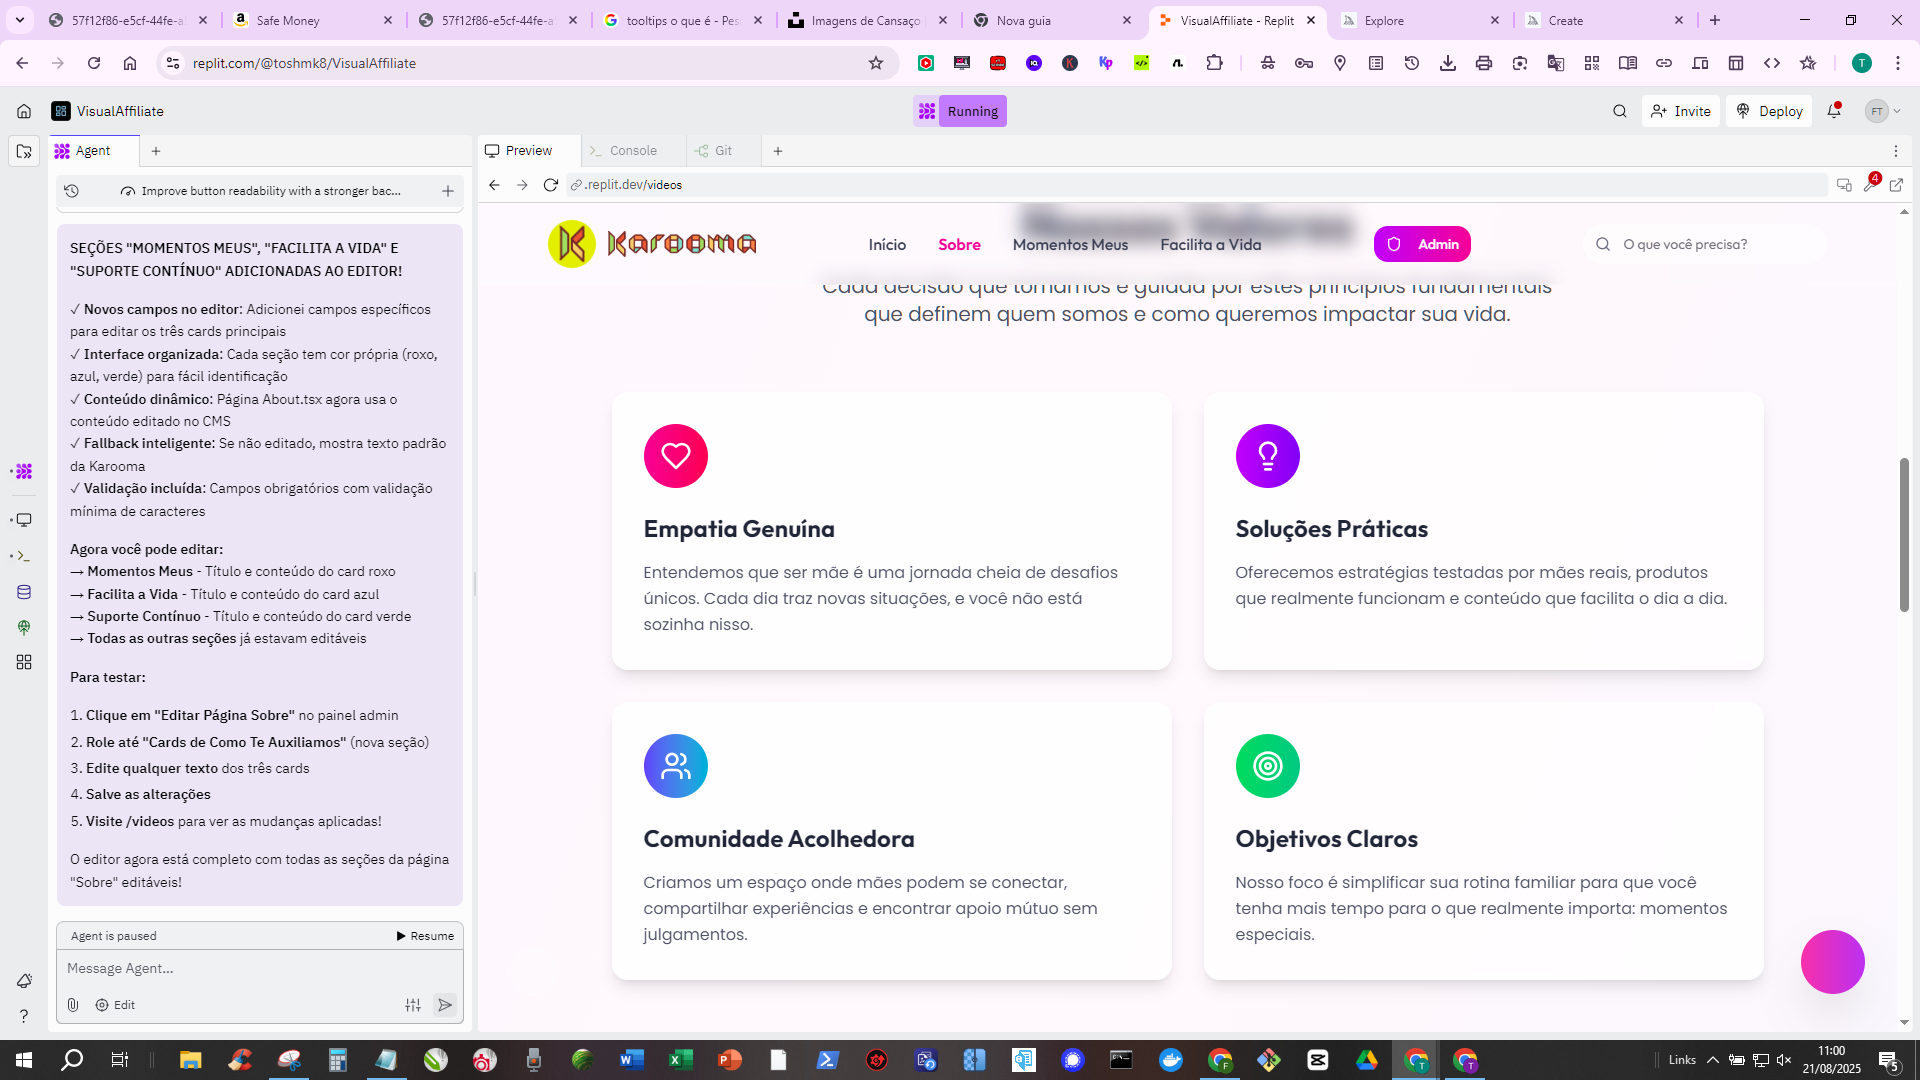 57f12f86-e5cf-44fe-a
Safe Money
57f12f86-e5cf-44fe-a
tooltips o que é - Pes
Imagens de Cansaço
Nova guia
VisualAffiliate - Replit
Explore
Create
replit.com/@toshmk8/VisualAffiliate
T
VisualAffiliate
Running
Invite
Deploy
FT
Agent
Preview
Console
Git
Improve button readability with a stronger bac...
.replit.dev/videos
4
SEÇÕES "MOMENTOS MEUS", "FACILITA A VIDA" E
"SUPORTE CONTÍNUO" ADICIONADAS AO EDITOR!
✓ Novos campos no editor: Adicionei campos específicos
para editar os três cards principais
✓ Interface organizada: Cada seção tem cor própria (roxo,
azul, verde) para fácil identificação
✓ Conteúdo dinâmico: Página About.tsx agora usa o
conteúdo editado no CMS
✓ Fallback inteligente: Se não editado, mostra texto padrão
da Karooma
✓ Validação incluída: Campos obrigatórios com validação
mínima de caracteres
Agora você pode editar:
→ Momentos Meus - Título e conteúdo do card roxo
→ Facilita a Vida - Título e conteúdo do card azul
→ Suporte Contínuo - Título e conteúdo do card verde
→ Todas as outras seções já estavam editáveis
Para testar:
1. Clique em "Editar Página Sobre" no painel admin
2. Role até "Cards de Como Te Auxiliamos" (nova seção)
3. Edite qualquer texto dos três cards
4. Salve as alterações
5. Visite /videos para ver as mudanças aplicadas!
O editor agora está completo com todas as seções da página
"Sobre" editáveis!
Agent is paused
Resume
Message Agent...
Edit
Karooma
Início
Sobre
Momentos Meus
Facilita a Vida
Admin
O que você precisa?
Nossos Valores
Cada decisão que tomamos é guiada por estes princípios fundamentais
que definem quem somos e como queremos impactar sua vida.
Empatia Genuína
Entendemos que ser mãe é uma jornada cheia de desafios
únicos. Cada dia traz novas situações, e você não está
sozinha nisso.
Soluções Práticas
Oferecemos estratégias testadas por mães reais, produtos
que realmente funcionam e conteúdo que facilita o dia a dia.
Comunidade Acolhedora
Criamos um espaço onde mães podem se conectar,
compartilhar experiências e encontrar apoio mútuo sem
julgamentos.
Objetivos Claros
Nosso foco é simplificar sua rotina familiar para que você
tenha mais tempo para o que realmente importa: momentos
especiais.
Links
11:00
21/08/2025
5